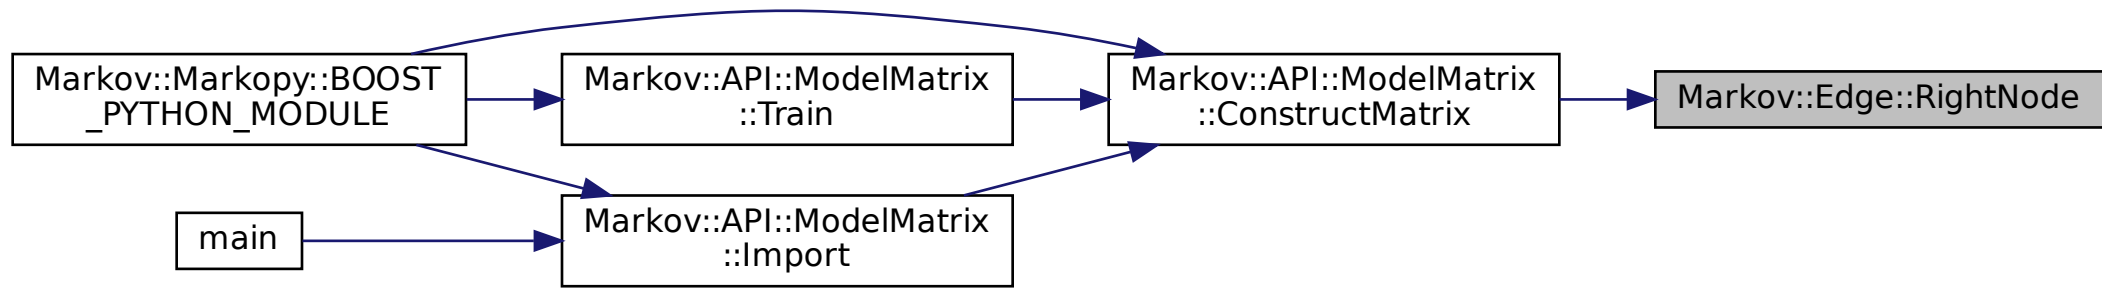 Markov::Markopy::BOOST
_PYTHON_MODULE
Markov::API::ModelMatrix
::Train
Markov::API::ModelMatrix
::ConstructMatrix
Markov::Edge::RightNode
main
Markov::API::ModelMatrix
::Import